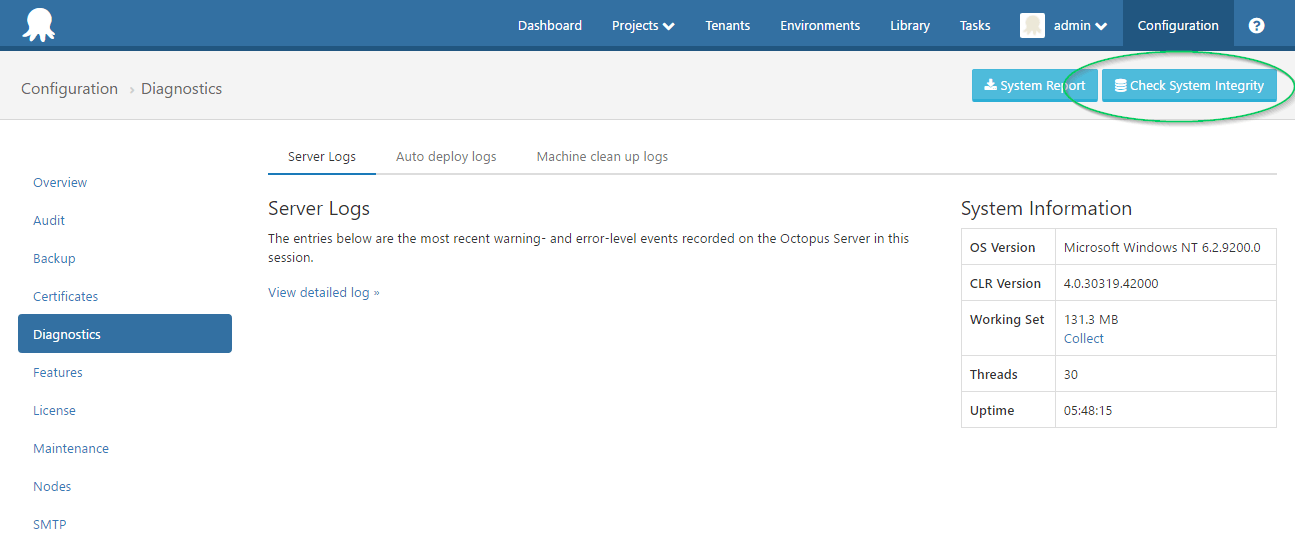 Dashboard
Projects
Tenants
Environments
Library
Tasks
admin
Configuration
?
Configuration › Diagnostics
System Report
Check System Integrity
Overview
Audit
Backup
Certificates
Diagnostics
Features
License
Maintenance
Nodes
SMTP
Server Logs
Auto deploy logs
Machine clean up logs
Server Logs
The entries below are the most recent warning- and error-level events recorded on the Octopus Server in this
session.
View detailed log »
System Information
OS Version Microsoft Windows NT 6.2.9200.0
CLR Version 4.0.30319.42000
Working Set 131.3 MB
Collect
Threads 30
Uptime 05:48:15